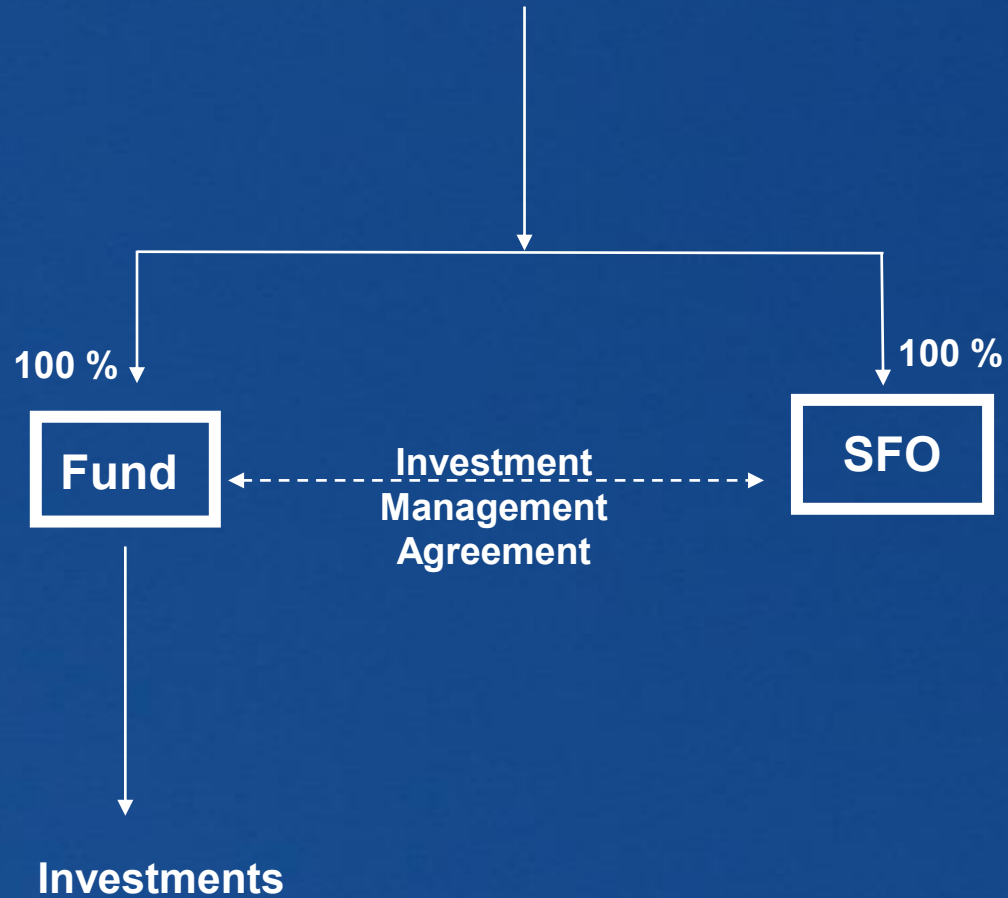 100 %
100 %
Fund
Investment
Management
Agreement
SFO
Investments